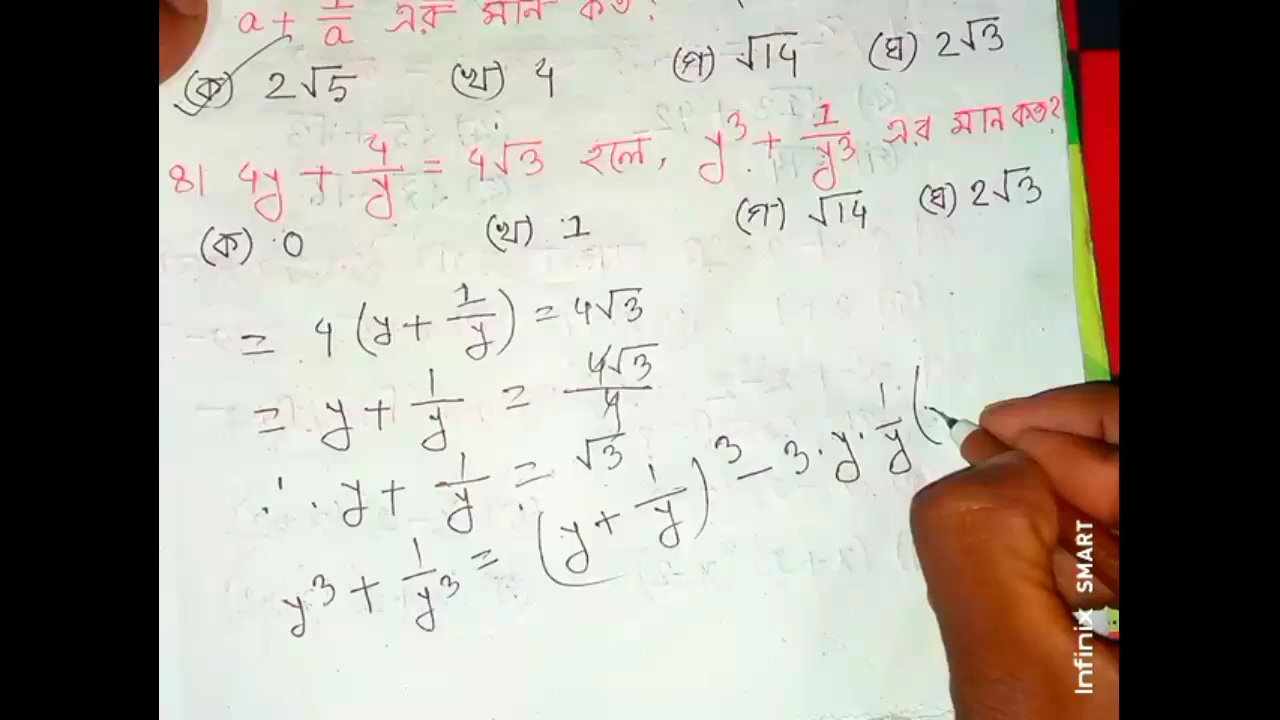 a + 1/a এর মান কত?
(ক) 2√5 (খ) 4 (গ) √14 (ঘ) 2√3
৪। 4y + 4/y = 4√3 হলে, y³ + 1/y³ এর মান কত?
(ক) 0 (খ) 1 (গ) √14 (ঘ) 2√3
= 4(y + 1/y) = 4√3
= y + 1/y = 4√3/4
∴ y + 1/y = √3
y³ + 1/y³ = (y + 1/y)³ - 3·y·1/y (
Infinix SMART